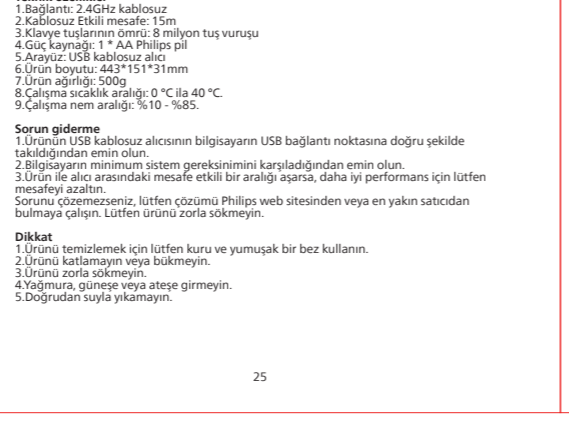 1.Bağlantı: 2.4GHz kablosuz
2.Kablosuz Etkili mesafe: 15m
3.Klavye tuşlarının ömrü: 8 milyon tuş vuruşu
4.Güç kaynağı: 1 * AA Philips pil
5.Arayüz: USB kablosuz alıcı
6.Ürün boyutu: 443*151*31mm
7.Ürün ağırlığı: 500g
8.Çalışma sıcaklık aralığı: 0 °C ila 40 °C.
9.Çalışma nem aralığı: %10 - %85.
Sorun giderme
1.Ürünün USB kablosuz alıcısının bilgisayarın USB bağlantı noktasına doğru şekilde
takıldığından emin olun.
2.Bilgisayarın minimum sistem gereksinimini karşıladığından emin olun.
3.Ürün ile alıcı arasındaki mesafe etkili bir aralığı aşarsa, daha iyi performans için lütfen
mesafeyi azaltın.
Sorunu çözemezseniz, lütfen çözümü Philips web sitesinden veya en yakın satıcıdan
bulmaya çalışın. Lütfen ürünü zorla sökmeyin.
Dikkat
1.Ürünü temizlemek için lütfen kuru ve yumuşak bir bez kullanın.
2.Ürünü katlamayın veya bükmeyin.
3.Ürünü zorla sökmeyin.
4.Yağmura, güneşe veya ateşe girmeyin.
5.Doğrudan suyla yıkamayın.
25